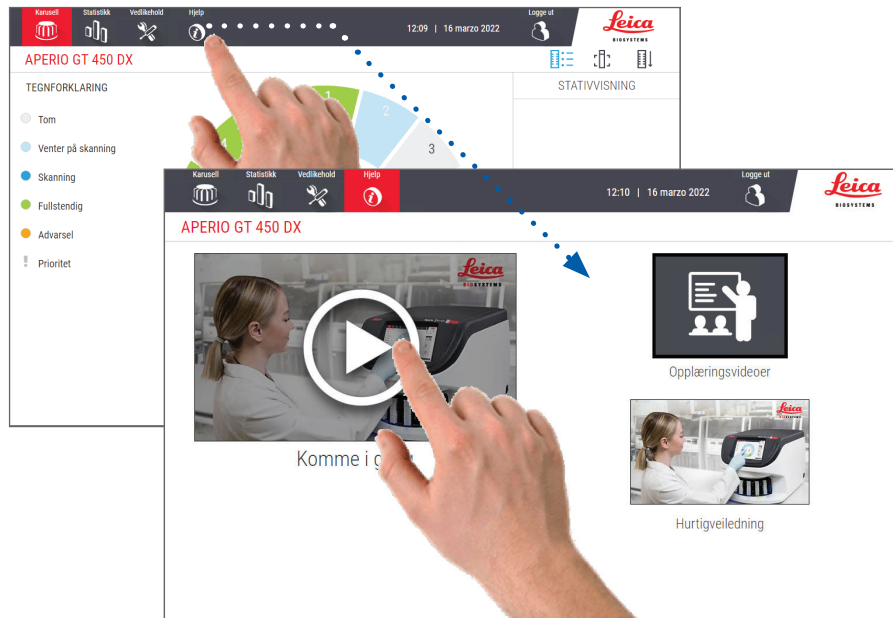 Karusell
Statistikk
Vedlikehold
Hjelp
12:09 | 16 marzo 2022
Logge ut
Leica
BIOSYSTEMS
APERIO GT 450 DX
TEGNFORKLARING
STATIVVISNING
Tom
Venter på skanning
Skanning
Fullstendig
Advarsel
Prioritet
1
2
3
4
Karusell
Statistikk
Vedlikehold
Hjelp
12:10 | 16 marzo 2022
Logge ut
Leica
BIOSYSTEMS
APERIO GT 450 DX
Leica
BIOSYSTEMS
Komme i
Opplæringsvideoer
Leica
Hurtigveiledning